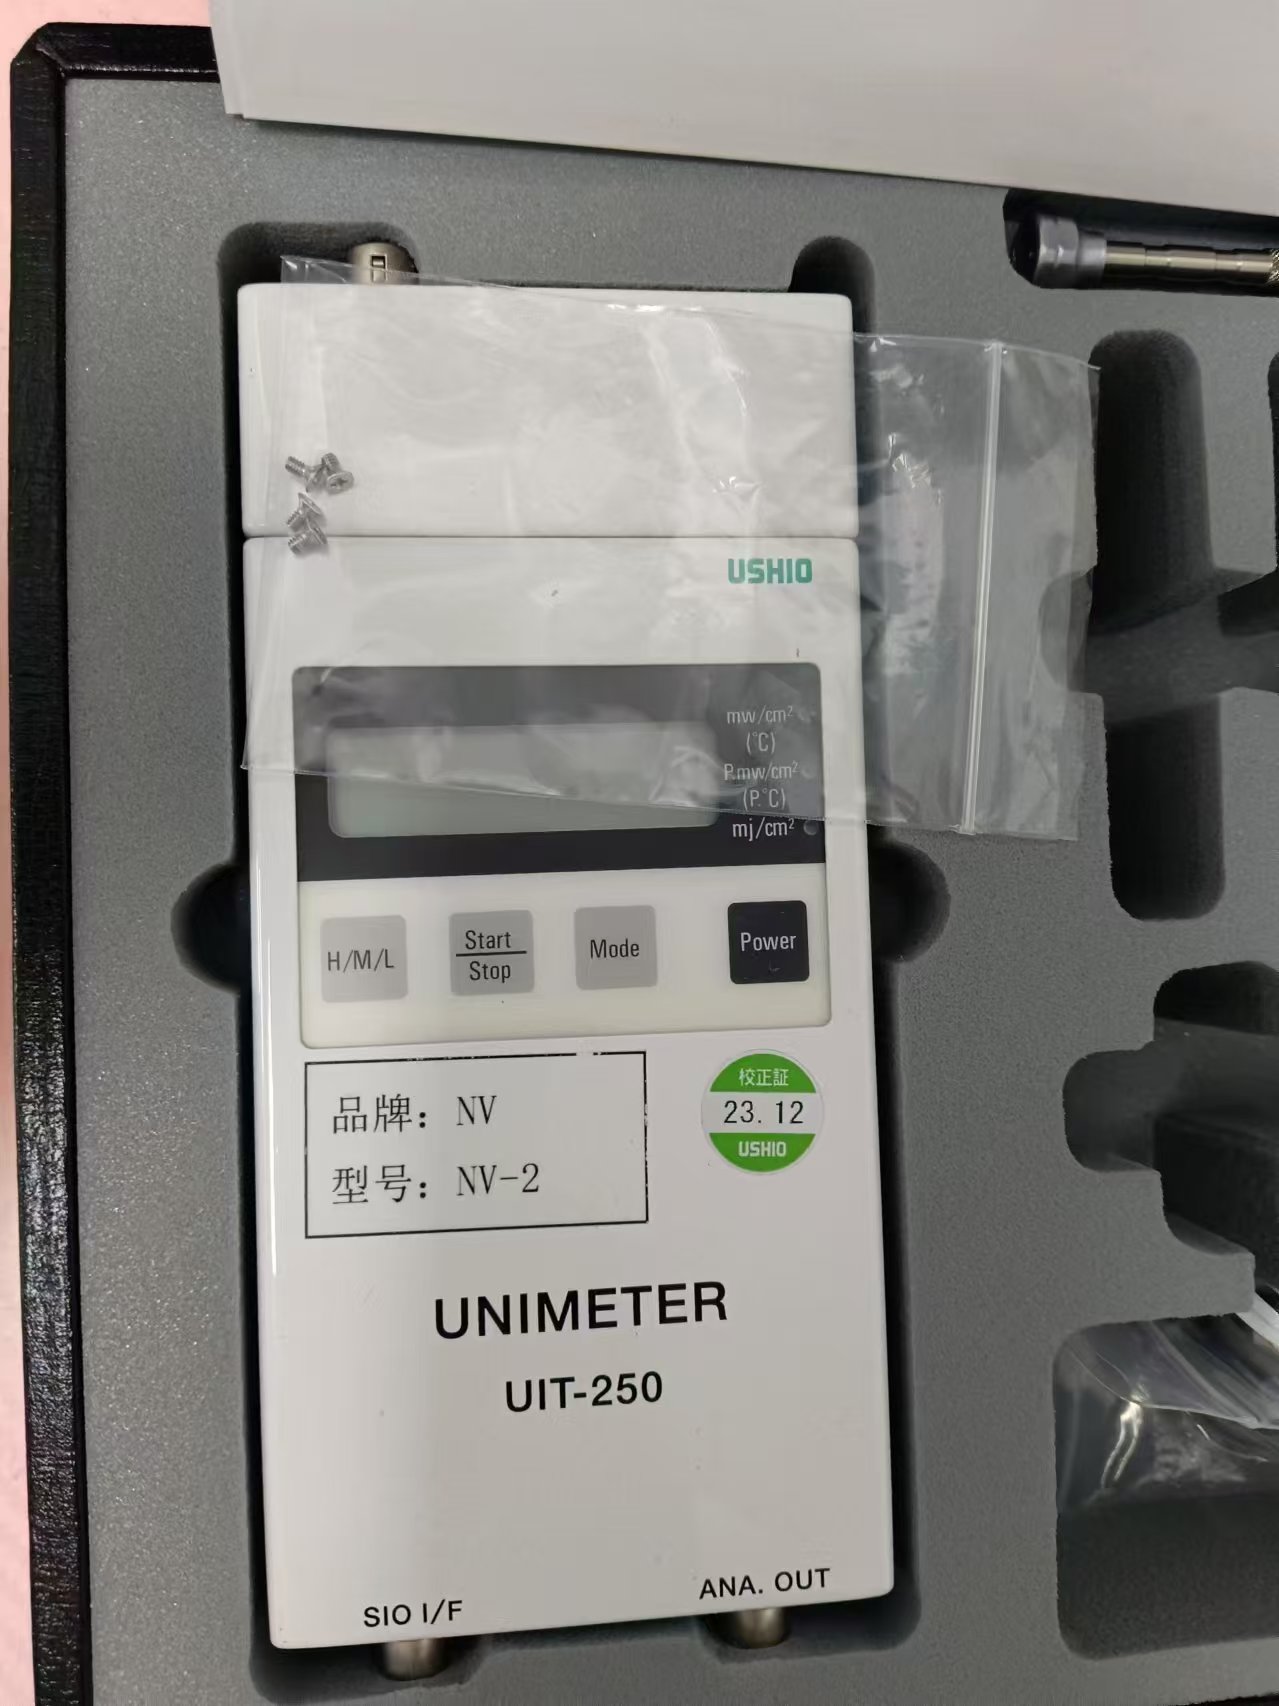 USHIO
mw/cm²
(°C)
P.mw/cm²
(P.°C)
mj/cm²
H/M/L
Start
Stop
Mode
Power
品牌：NV
型号：NV-2
校正証
23.12
USHIO
UNIMETER
UIT-250
SIO I/F
ANA. OUT